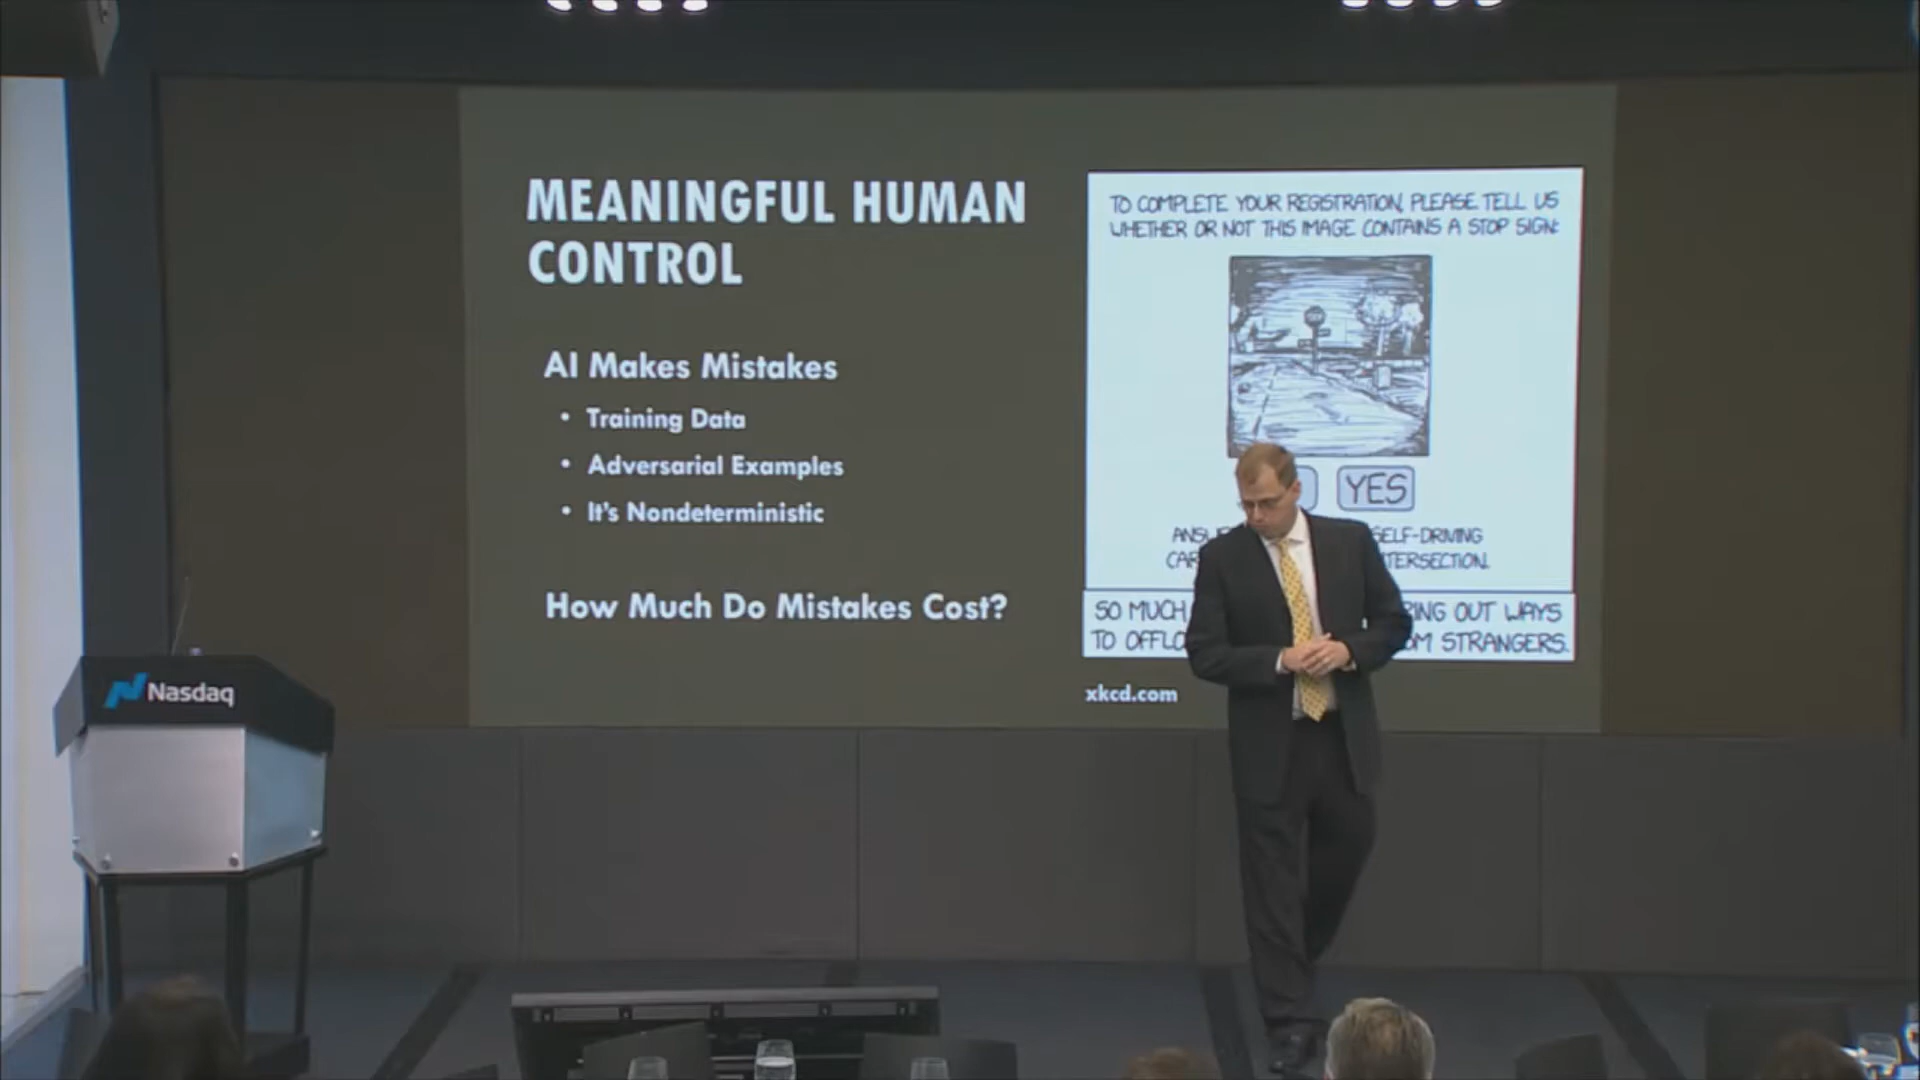 MEANINGFUL HUMAN
CONTROL
AI Makes Mistakes
• Training Data
• Adversarial Examples
• It's Nondeterministic
How Much Do Mistakes Cost?
TO COMPLETE YOUR REGISTRATION, PLEASE TELL US
WHETHER OR NOT THIS IMAGE CONTAINS A STOP SIGN:
YES
SELF-DRIVING
SO MUCH OUT WAYS
TO STRANGERS.
xkcd.com
Nasdaq